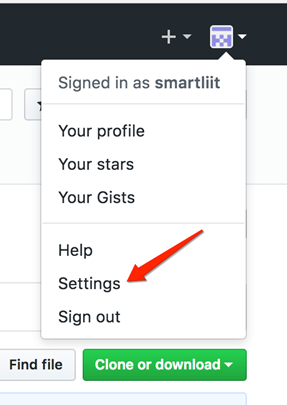 Signed in as smartliit
Your profile
Your stars
Your Gists
Help
Settings
Sign out
Find file
Clone or download